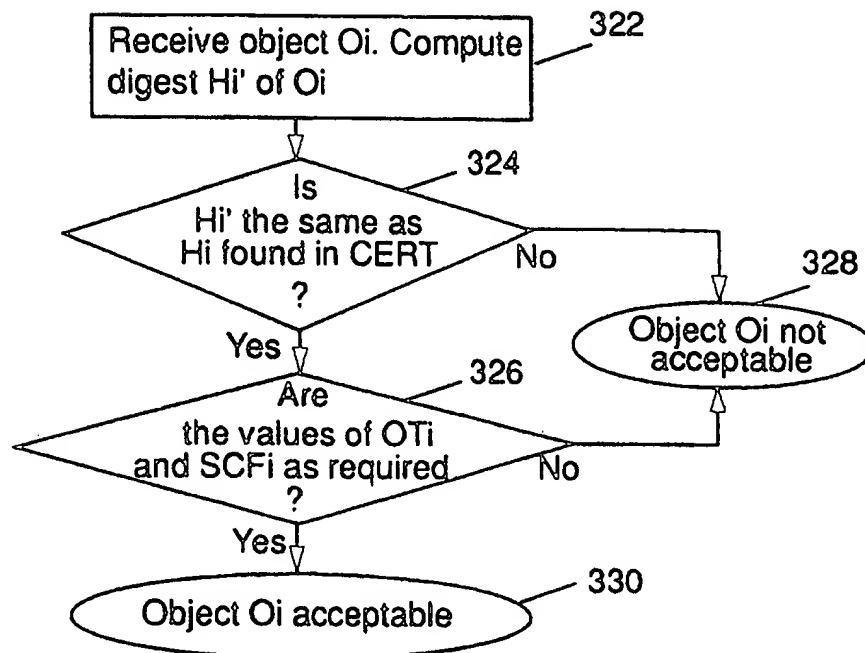 Receive object Oi. Compute
digest Hi' of Oi
322
Is
Hi' the same as
Hi found in CERT
?
324
No
Yes
328
Object Oi not
acceptable
Are
the values of OTi
and SCFi as required
?
326
No
Yes
Object Oi acceptable
330